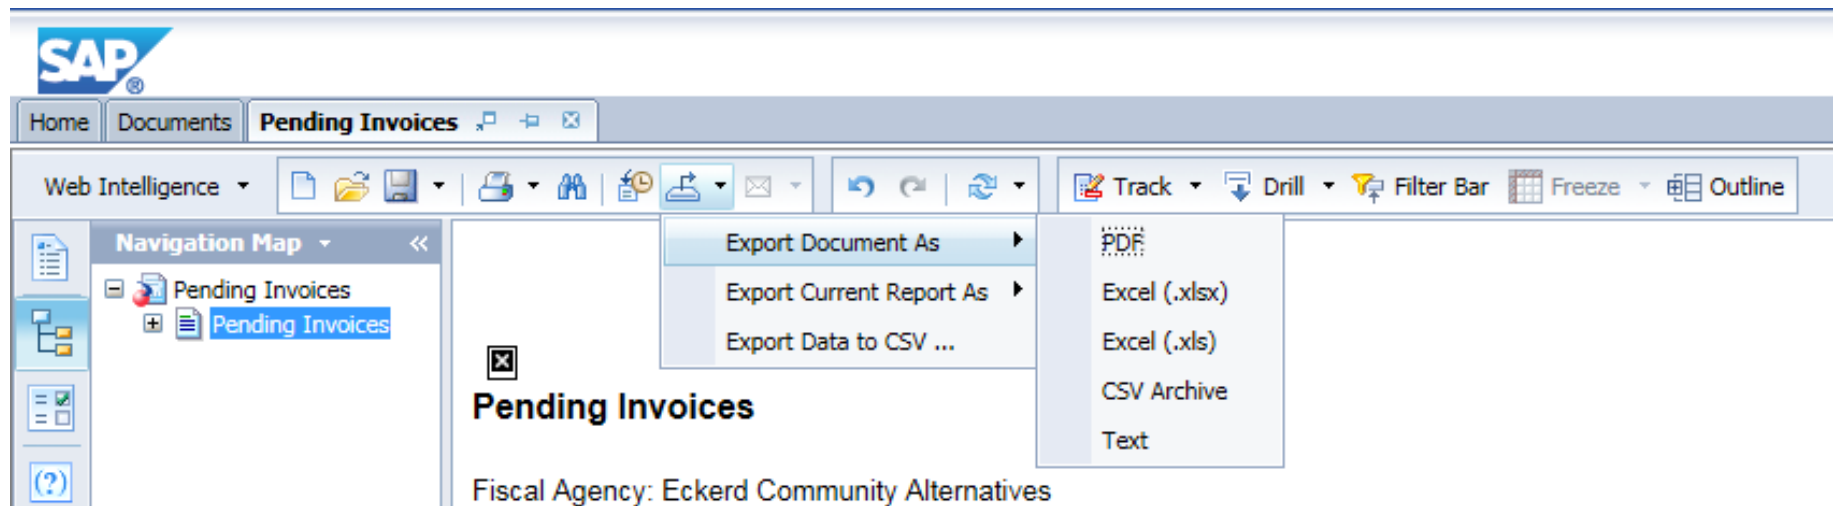 SAP®
Home Documents Pending Invoices
Web Intelligence Track Drill Filter Bar Freeze Outline
Navigation Map «
Export Document As
PDF
Pending Invoices
Export Current Report As
Excel (.xlsx)
Pending Invoices
Export Data to CSV ...
Excel (.xls)
CSV Archive
Pending Invoices
Text
(?)
Fiscal Agency: Eckerd Community Alternatives